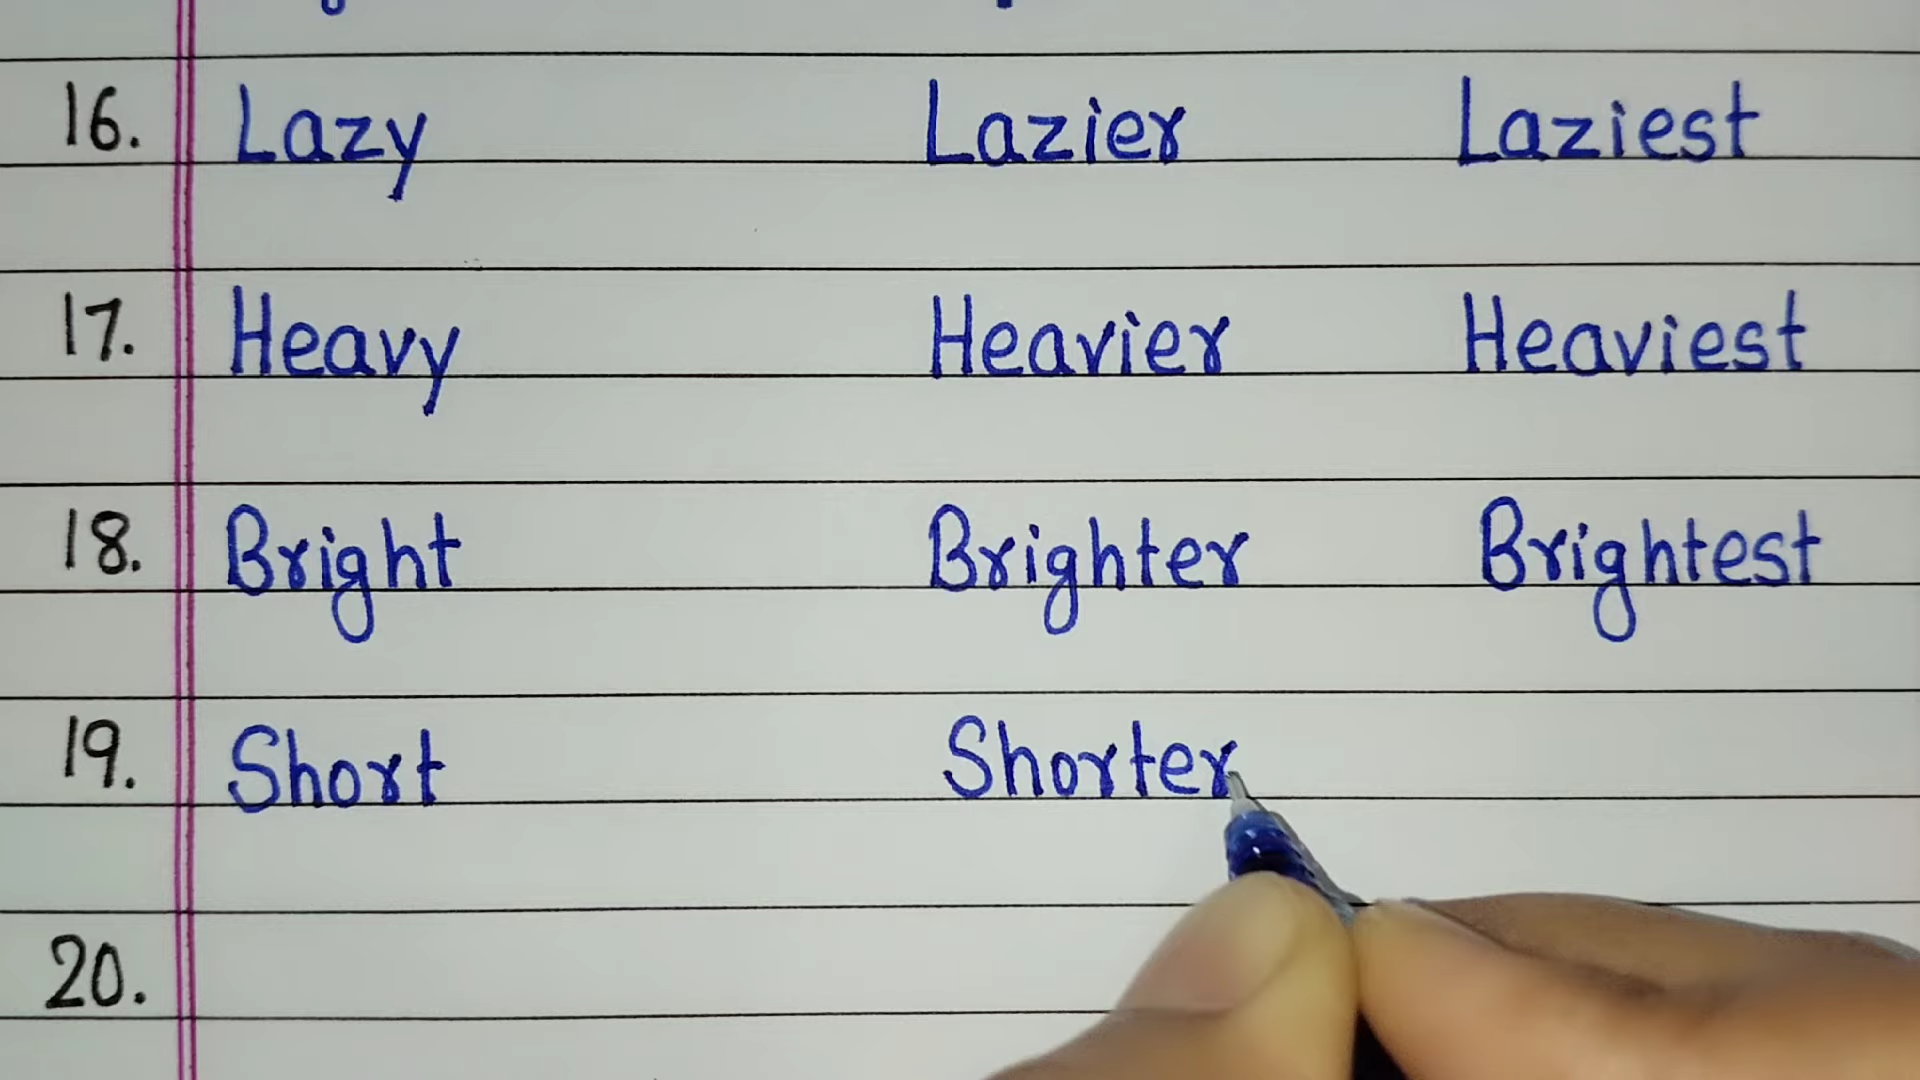 16. Lazy Lazier Laziest
17. Heavy Heavier Heaviest
18. Bright Brighter Brightest
19. Short Shorter
20.